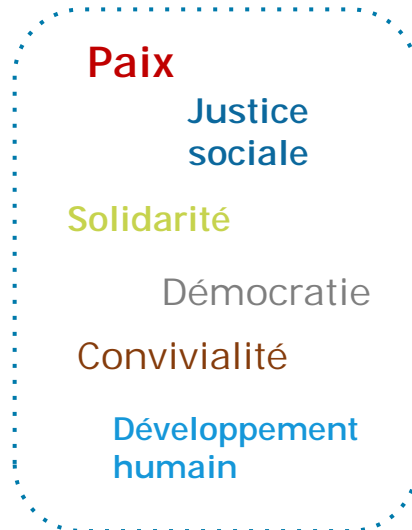 Paix
Justice
sociale
Solidarité
Démocratie
Convivialité
Développement
humain